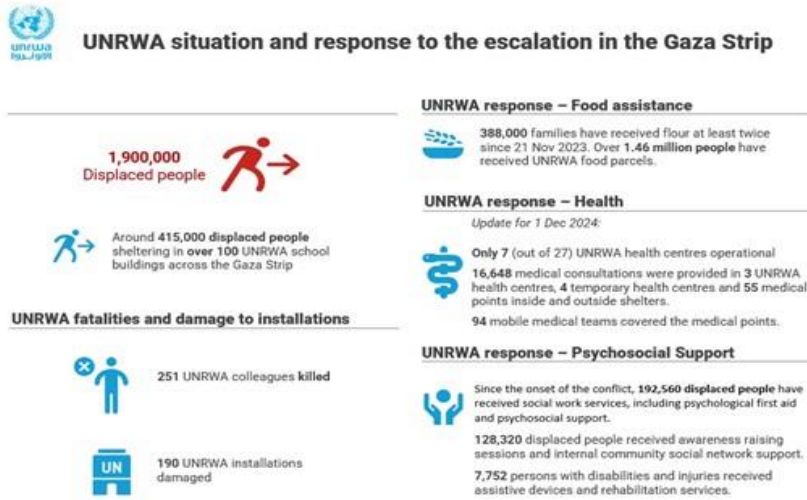 unrwa
الأونروا
UNRWA situation and response to the escalation in the Gaza Strip
1,900,000
Displaced people
Around 415,000 displaced people
sheltering in over 100 UNRWA school
buildings across the Gaza Strip
UNRWA fatalities and damage to installations
251 UNRWA colleagues killed
UN
190 UNRWA installations
damaged
UNRWA response – Food assistance
388,000 families have received flour at least twice
since 21 Nov 2023. Over 1.46 million people have
received UNRWA food parcels.
UNRWA response – Health
Update for 1 Dec 2024:
Only 7 (out of 27) UNRWA health centres operational
16,648 medical consultations were provided in 3 UNRWA
health centres, 4 temporary health centres and 55 medical
points inside and outside shelters.
94 mobile medical teams covered the medical points.
UNRWA response – Psychosocial Support
Since the onset of the conflict, 192,560 displaced people have
received social work services, including psychological first aid
and psychosocial support.
128,320 displaced people received awareness raising
sessions and internal community social network support.
7,752 persons with disabilities and injuries received
assistive devices and rehabilitation services.